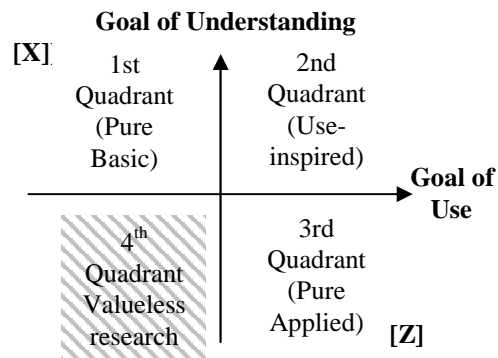 Goal of Understanding
[X]
1st
Quadrant
(Pure
Basic)
2nd
Quadrant
(Use-
inspired)
Goal of
Use
4th
Quadrant
Valueless
research
3rd
Quadrant
(Pure
Applied)
[Z]